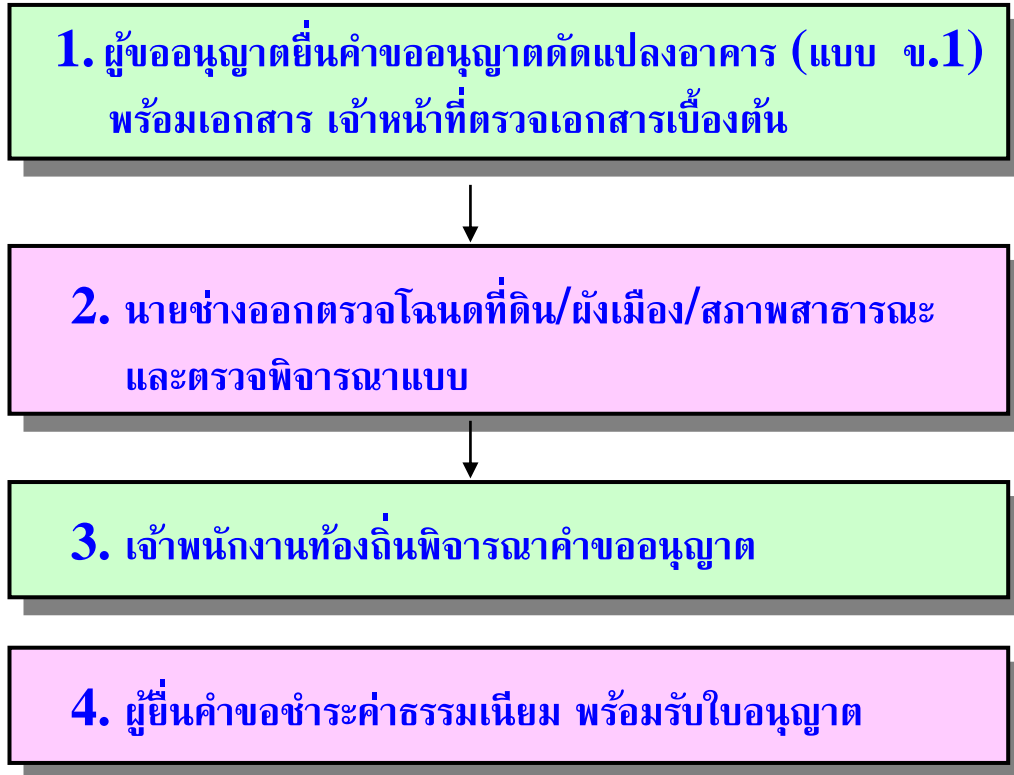 1. ผู้ขออนุญาตยื่นคำขออนุญาตดัดแปลงอาคาร (แบบ ข.1)
พร้อมเอกสาร เจ้าหน้าที่ตรวจเอกสารเบื้องต้น
2. นายช่างออกตรวจโฉนดที่ดิน/ผังเมือง/สภาพสาธารณะ
และตรวจพิจารณาแบบ
3. เจ้าพนักงานท้องถิ่นพิจารณาคำขออนุญาต
4. ผู้ยื่นคำขอชำระค่าธรรมเนียม พร้อมรับใบอนุญาต